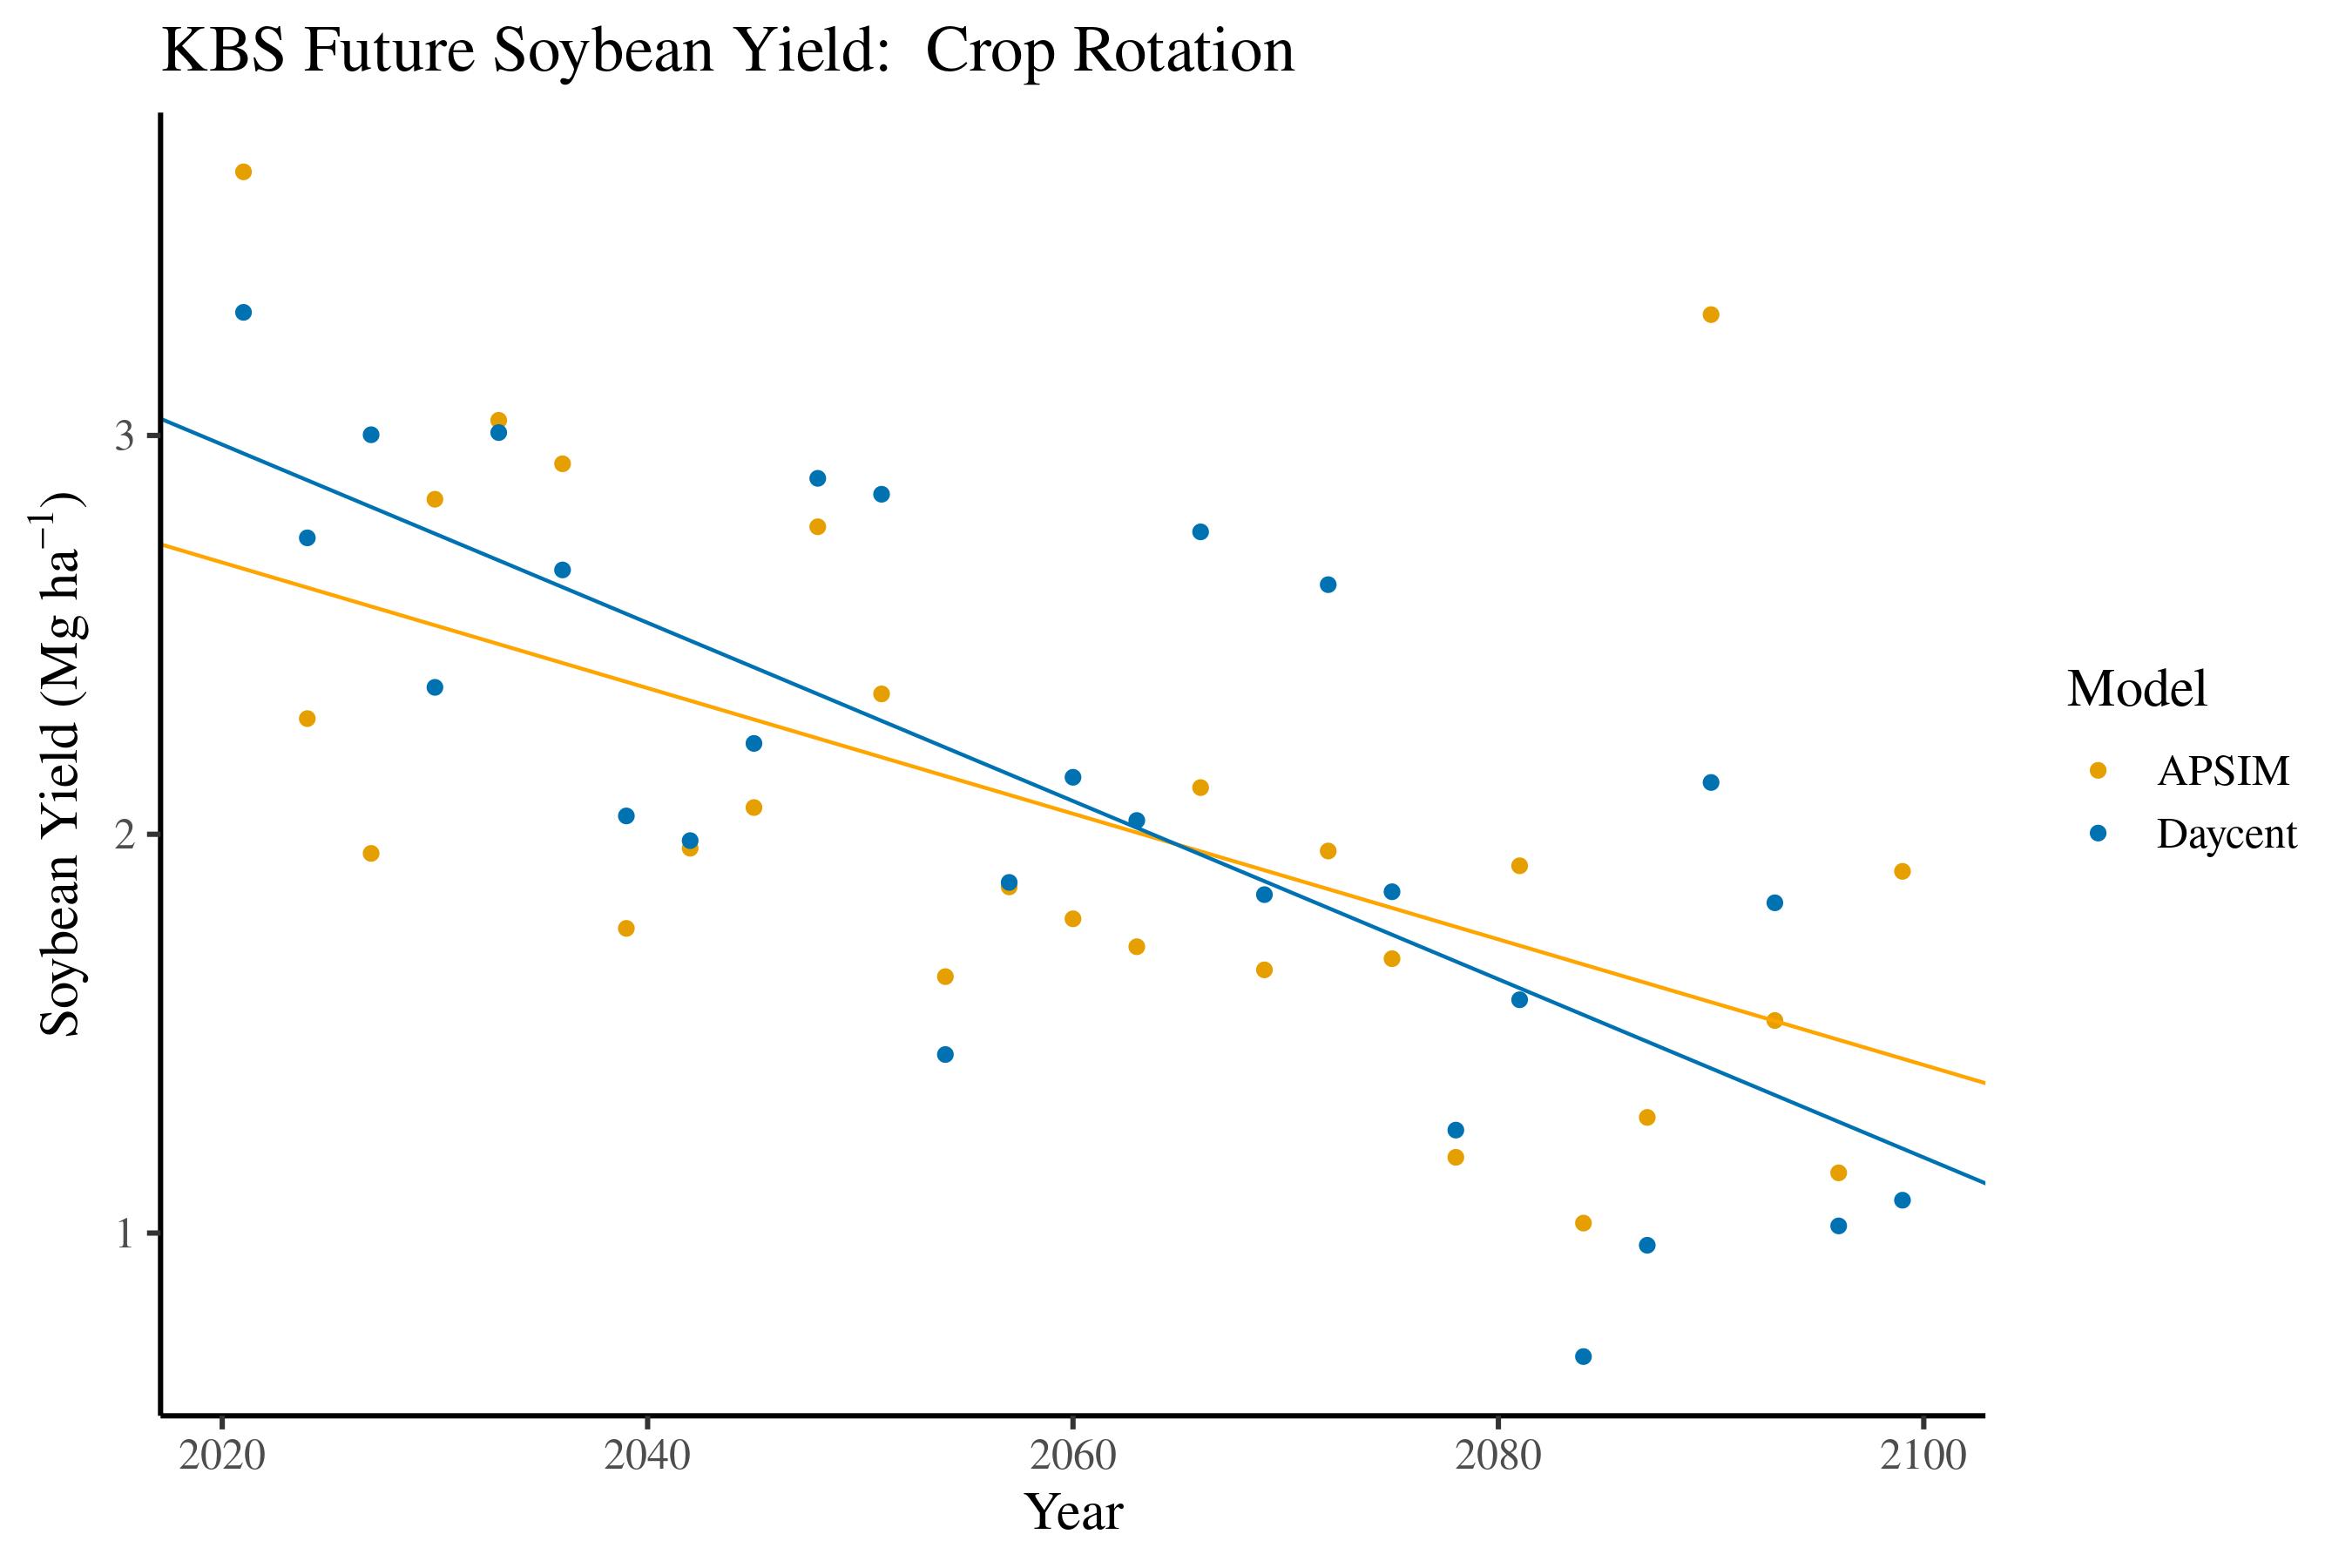 KBS Future Soybean Yield: Crop Rotation
Soybean Yield (Mg ha⁻¹)
3
2
1
2020 2040 2060 2080 2100
Year
Model
APSIM
Daycent